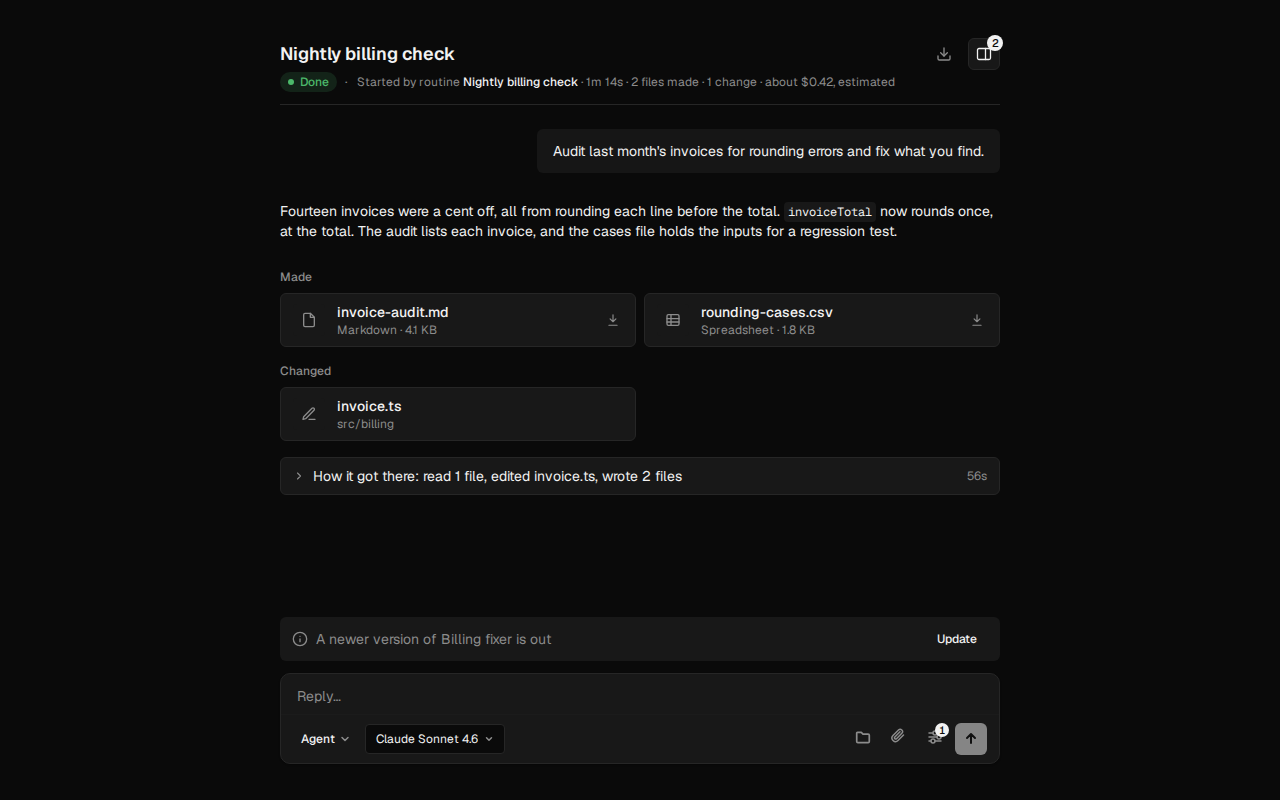 Nightly billing check
2
Done · Started by routine Nightly billing check · 1m 14s · 2 files made · 1 change · about $0.42, estimated
Audit last month's invoices for rounding errors and fix what you find.
Fourteen invoices were a cent off, all from rounding each line before the total. invoiceTotal now rounds once,
at the total. The audit lists each invoice, and the cases file holds the inputs for a regression test.
Made
invoice-audit.md
Markdown · 4.1 KB
rounding-cases.csv
Spreadsheet · 1.8 KB
Changed
invoice.ts
src/billing
How it got there: read 1 file, edited invoice.ts, wrote 2 files 56s
A newer version of Billing fixer is out Update
Reply...
Agent Claude Sonnet 4.6 1